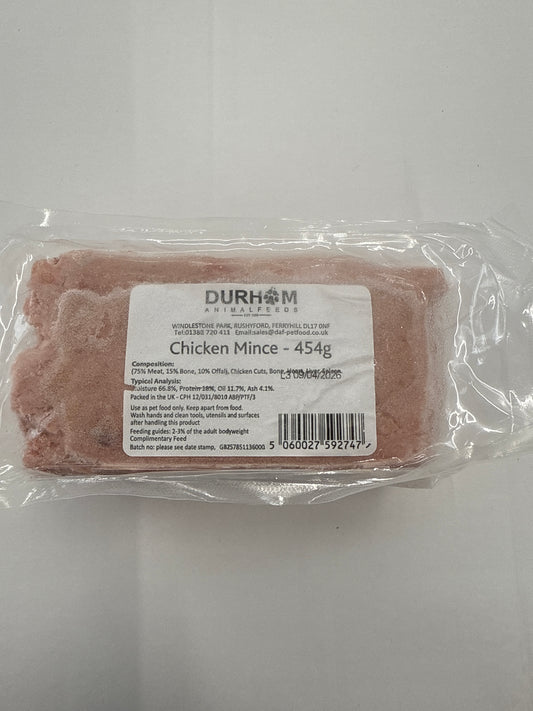 DURHAM
ANIMALFEEDS
WINDLESTONE PARK, RUSHYFORD, FERRYHILL DL17 0NF
Tel:01388 720 411 Email:sales@daf-petfood.co.uk
Chicken Mince - 454g
Composition:
(75% Meat, 15% Bone, 10% Offal), Chicken Cuts, Bone, Heart, Liver, Spleen
L3 09/04/2026
Typical Analysis:
Moisture 66.8%, Protein 18%, Oil 11.7%, Ash 4.1%.
Packed in the UK - CPH 12/031/8010 ABP/PTF/3
Use as pet food only. Keep apart from food.
Wash hands and clean tools, utensils and surfaces
after handling this product
Feeding guides: 2-3% of the adult bodyweight
Complimentary Feed
Batch no: please see date stamp, GB257851136000
5 060027 592747